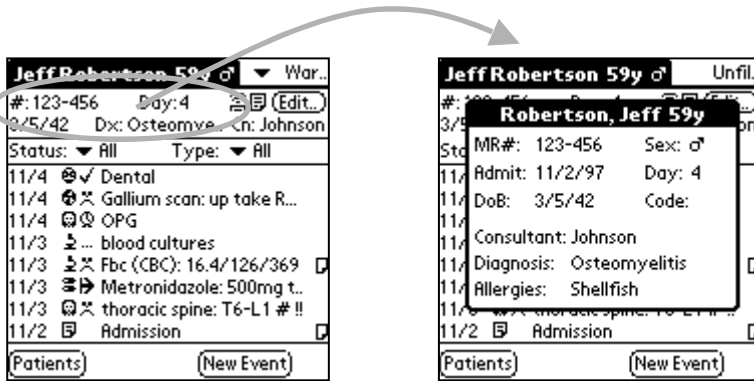 Jeff Robertson 59y ♂ ▼ War..
#: 123-456 Day: 4 (Edit..)
3/5/42 Dx: Osteomye.. Cn: Johnson
Status: ▼ All Type: ▼ All
11/4 ✓ Dental
11/4 Gallium scan: up take R...
11/4 OPG
11/3 ... blood cultures
11/3 Fbc (CBC): 16.4/126/369
11/3 Metronidazole: 500mg t..
11/3 thoracic spine: T6-L1 # !!
11/2 Admission
Patients New Event
Jeff Robertson 59y ♂ Unfil.
Robertson, Jeff 59y
MR#: 123-456 Sex: ♂
Admit: 11/2/97 Day: 4
DoB: 3/5/42 Code:
Consultant: Johnson
Diagnosis: Osteomyelitis
Allergies: Shellfish
11/2 Admission
Patients New Event